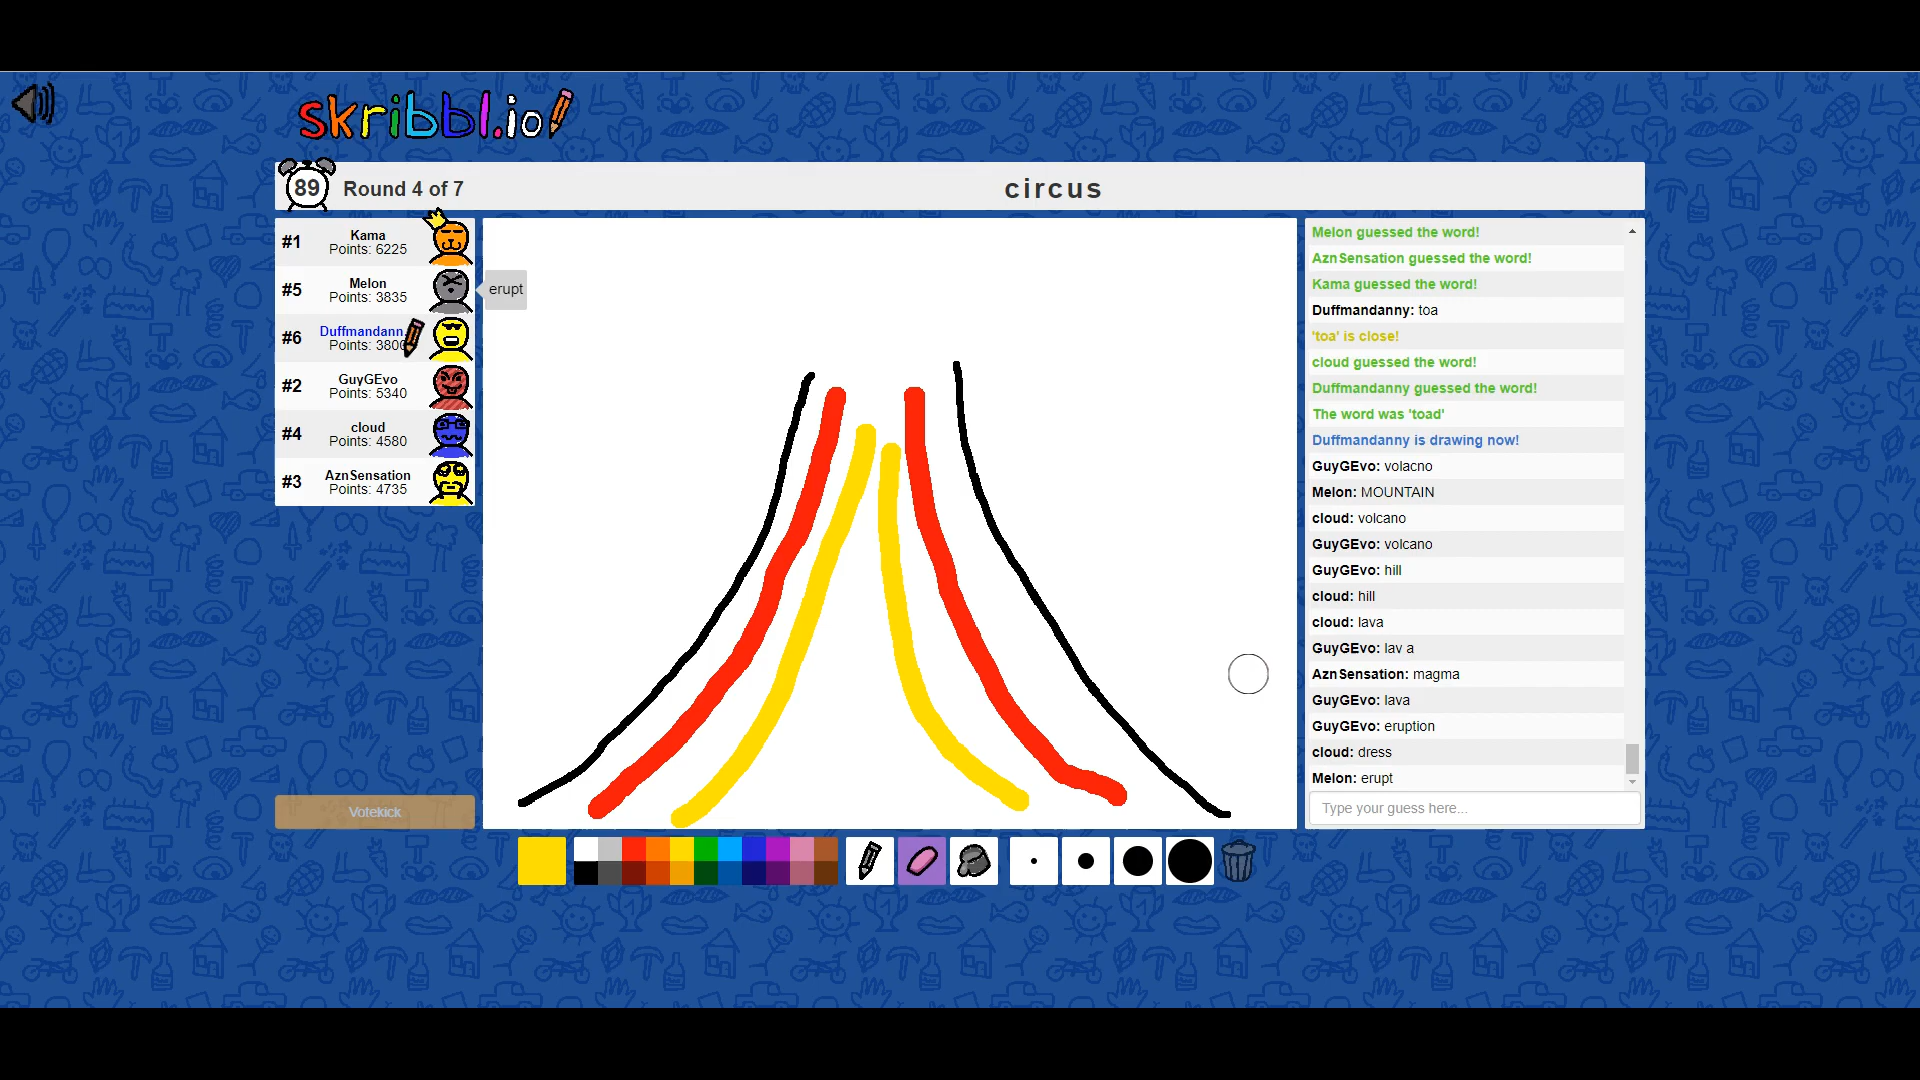 skribbl.io
89 Round 4 of 7
circus
#1 Kama
Points: 6225
#5 Melon
Points: 3835
erupt
#6 Duffmandann
Points: 3800
#2 GuyGEvo
Points: 5340
#4 cloud
Points: 4580
#3 AznSensation
Points: 4735
Votekick
Melon guessed the word!
AznSensation guessed the word!
Kama guessed the word!
Duffmandanny: toa
'toa' is close!
cloud guessed the word!
Duffmandanny guessed the word!
The word was 'toad'
Duffmandanny is drawing now!
GuyGEvo: volacno
Melon: MOUNTAIN
cloud: volcano
GuyGEvo: volcano
GuyGEvo: hill
cloud: hill
cloud: lava
GuyGEvo: lav a
AznSensation: magma
GuyGEvo: lava
GuyGEvo: eruption
cloud: dress
Melon: erupt
Type your guess here...